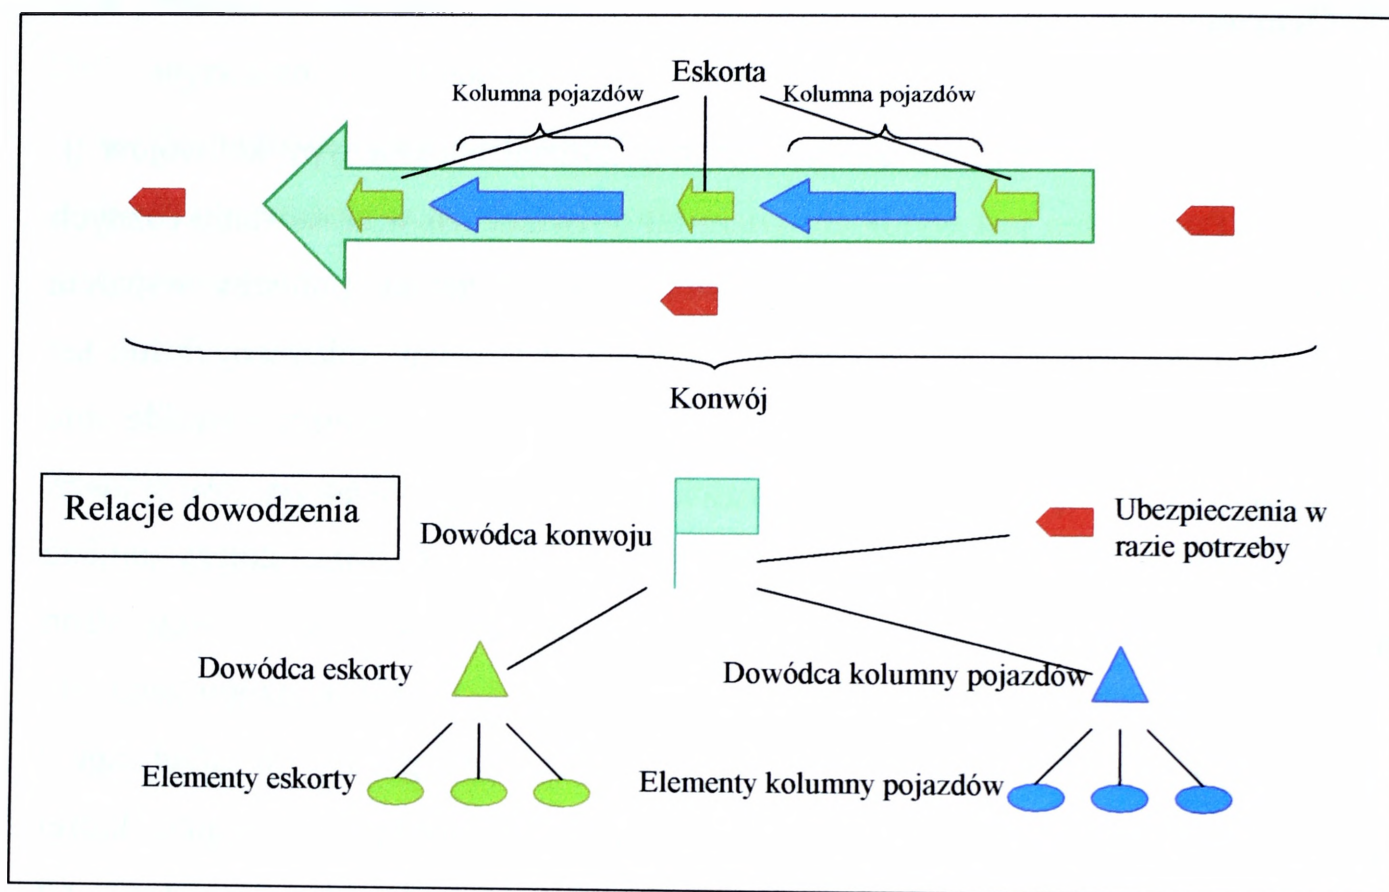 Eskorta
Kolumna pojazdów
Kolumna pojazdów
Konwój
Relacje dowodzenia
Dowódca konwoju
Ubezpieczenia w
razie potrzeby
Dowódca eskorty
Dowódca kolumny pojazdów
Elementy eskorty
Elementy kolumny pojazdów